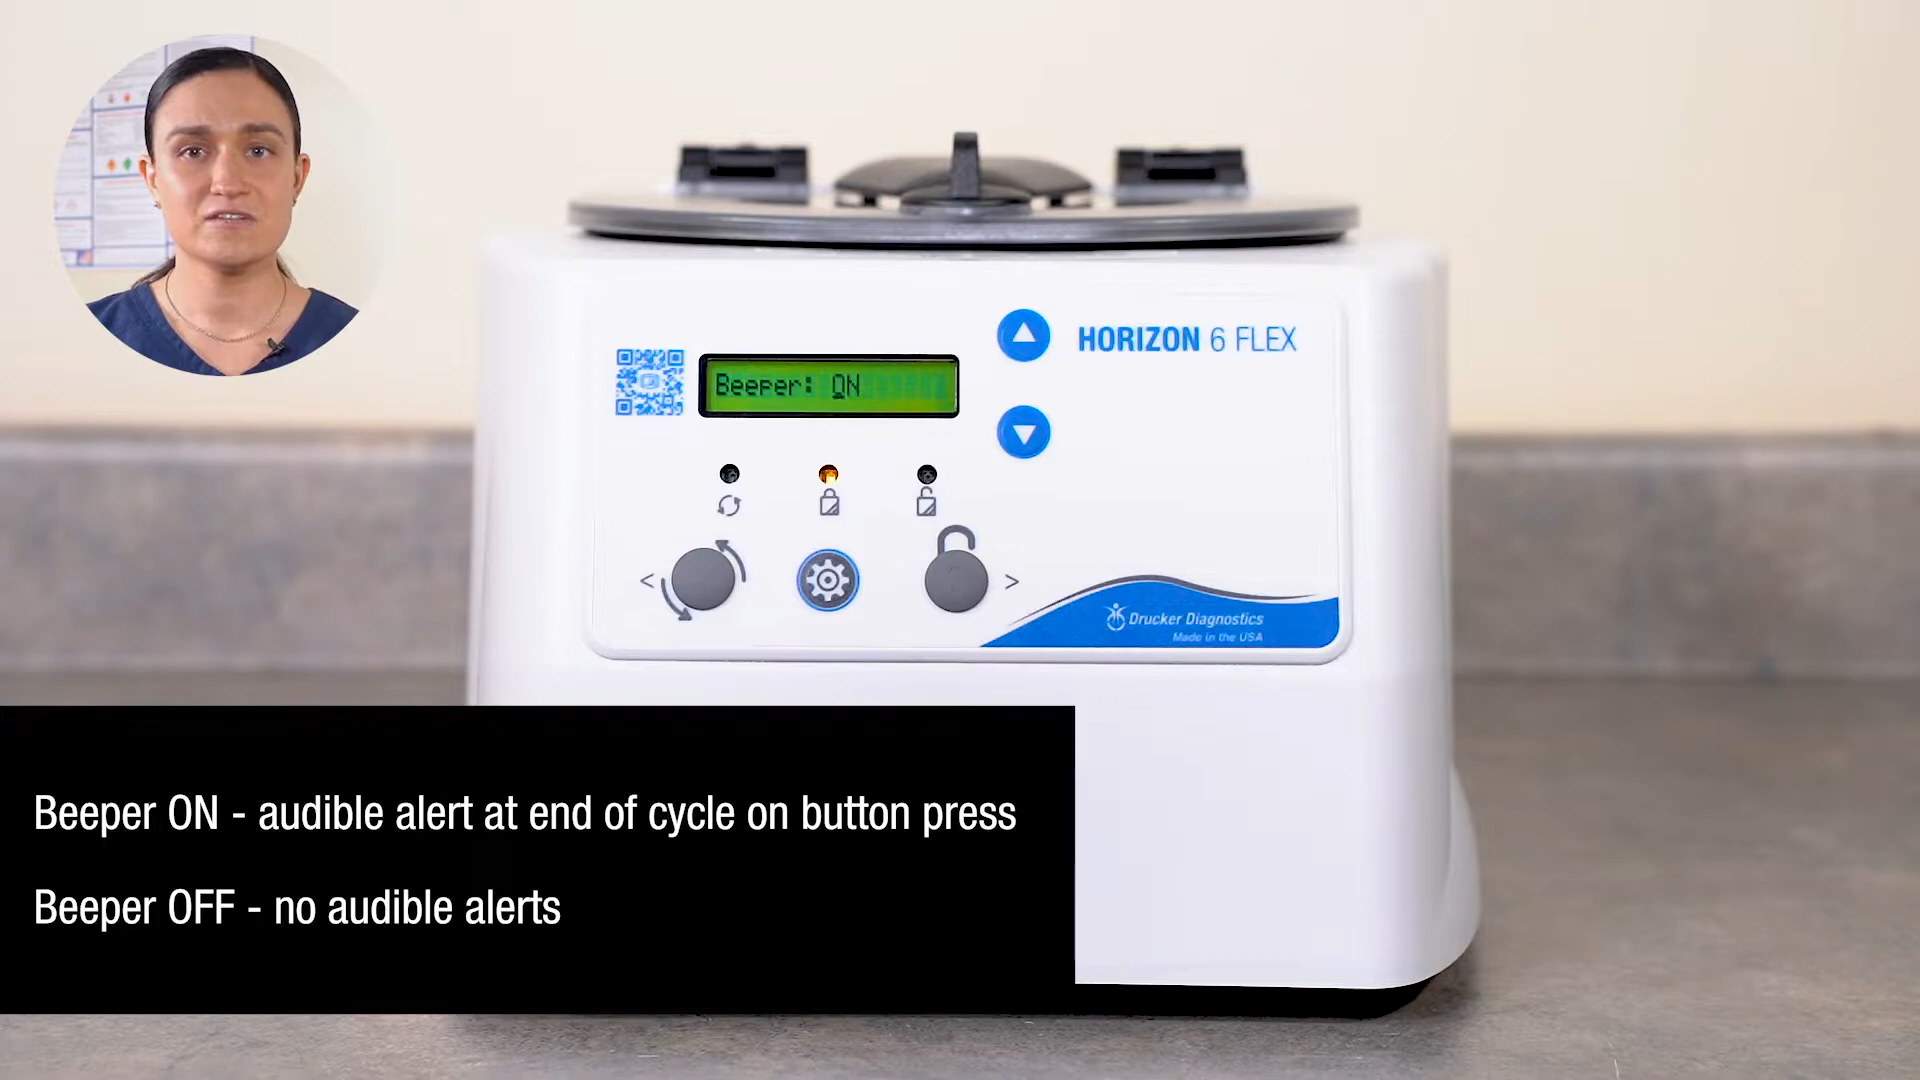 HORIZON 6 FLEX
Beeper: ON
<
>
Drucker Diagnostics
Made in the USA
Beeper ON - audible alert at end of cycle on button press
Beeper OFF - no audible alerts